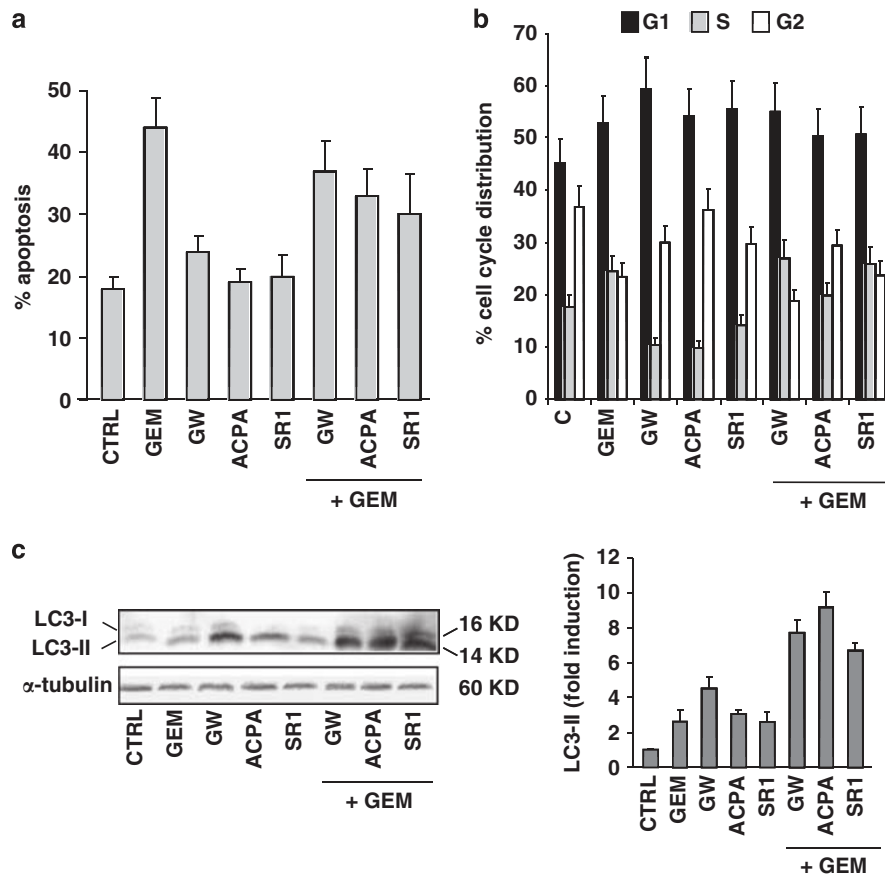 a
% apoptosis
50
40
30
20
10
0
CTRL
GEM
GW
ACPA
SR1
GW
ACPA
SR1
+ GEM
b
G1 S G2
% cell cycle distribution
70
60
50
40
30
20
10
0
C
GEM
GW
ACPA
SR1
GW
ACPA
SR1
+ GEM
c
LC3-I
LC3-II
16 KD
14 KD
α-tubulin
60 KD
CTRL
GEM
GW
ACPA
SR1
GW
ACPA
SR1
+ GEM
LC3-II (fold induction)
12
10
8
6
4
2
0
CTRL
GEM
GW
ACPA
SR1
GW
ACPA
SR1
+ GEM